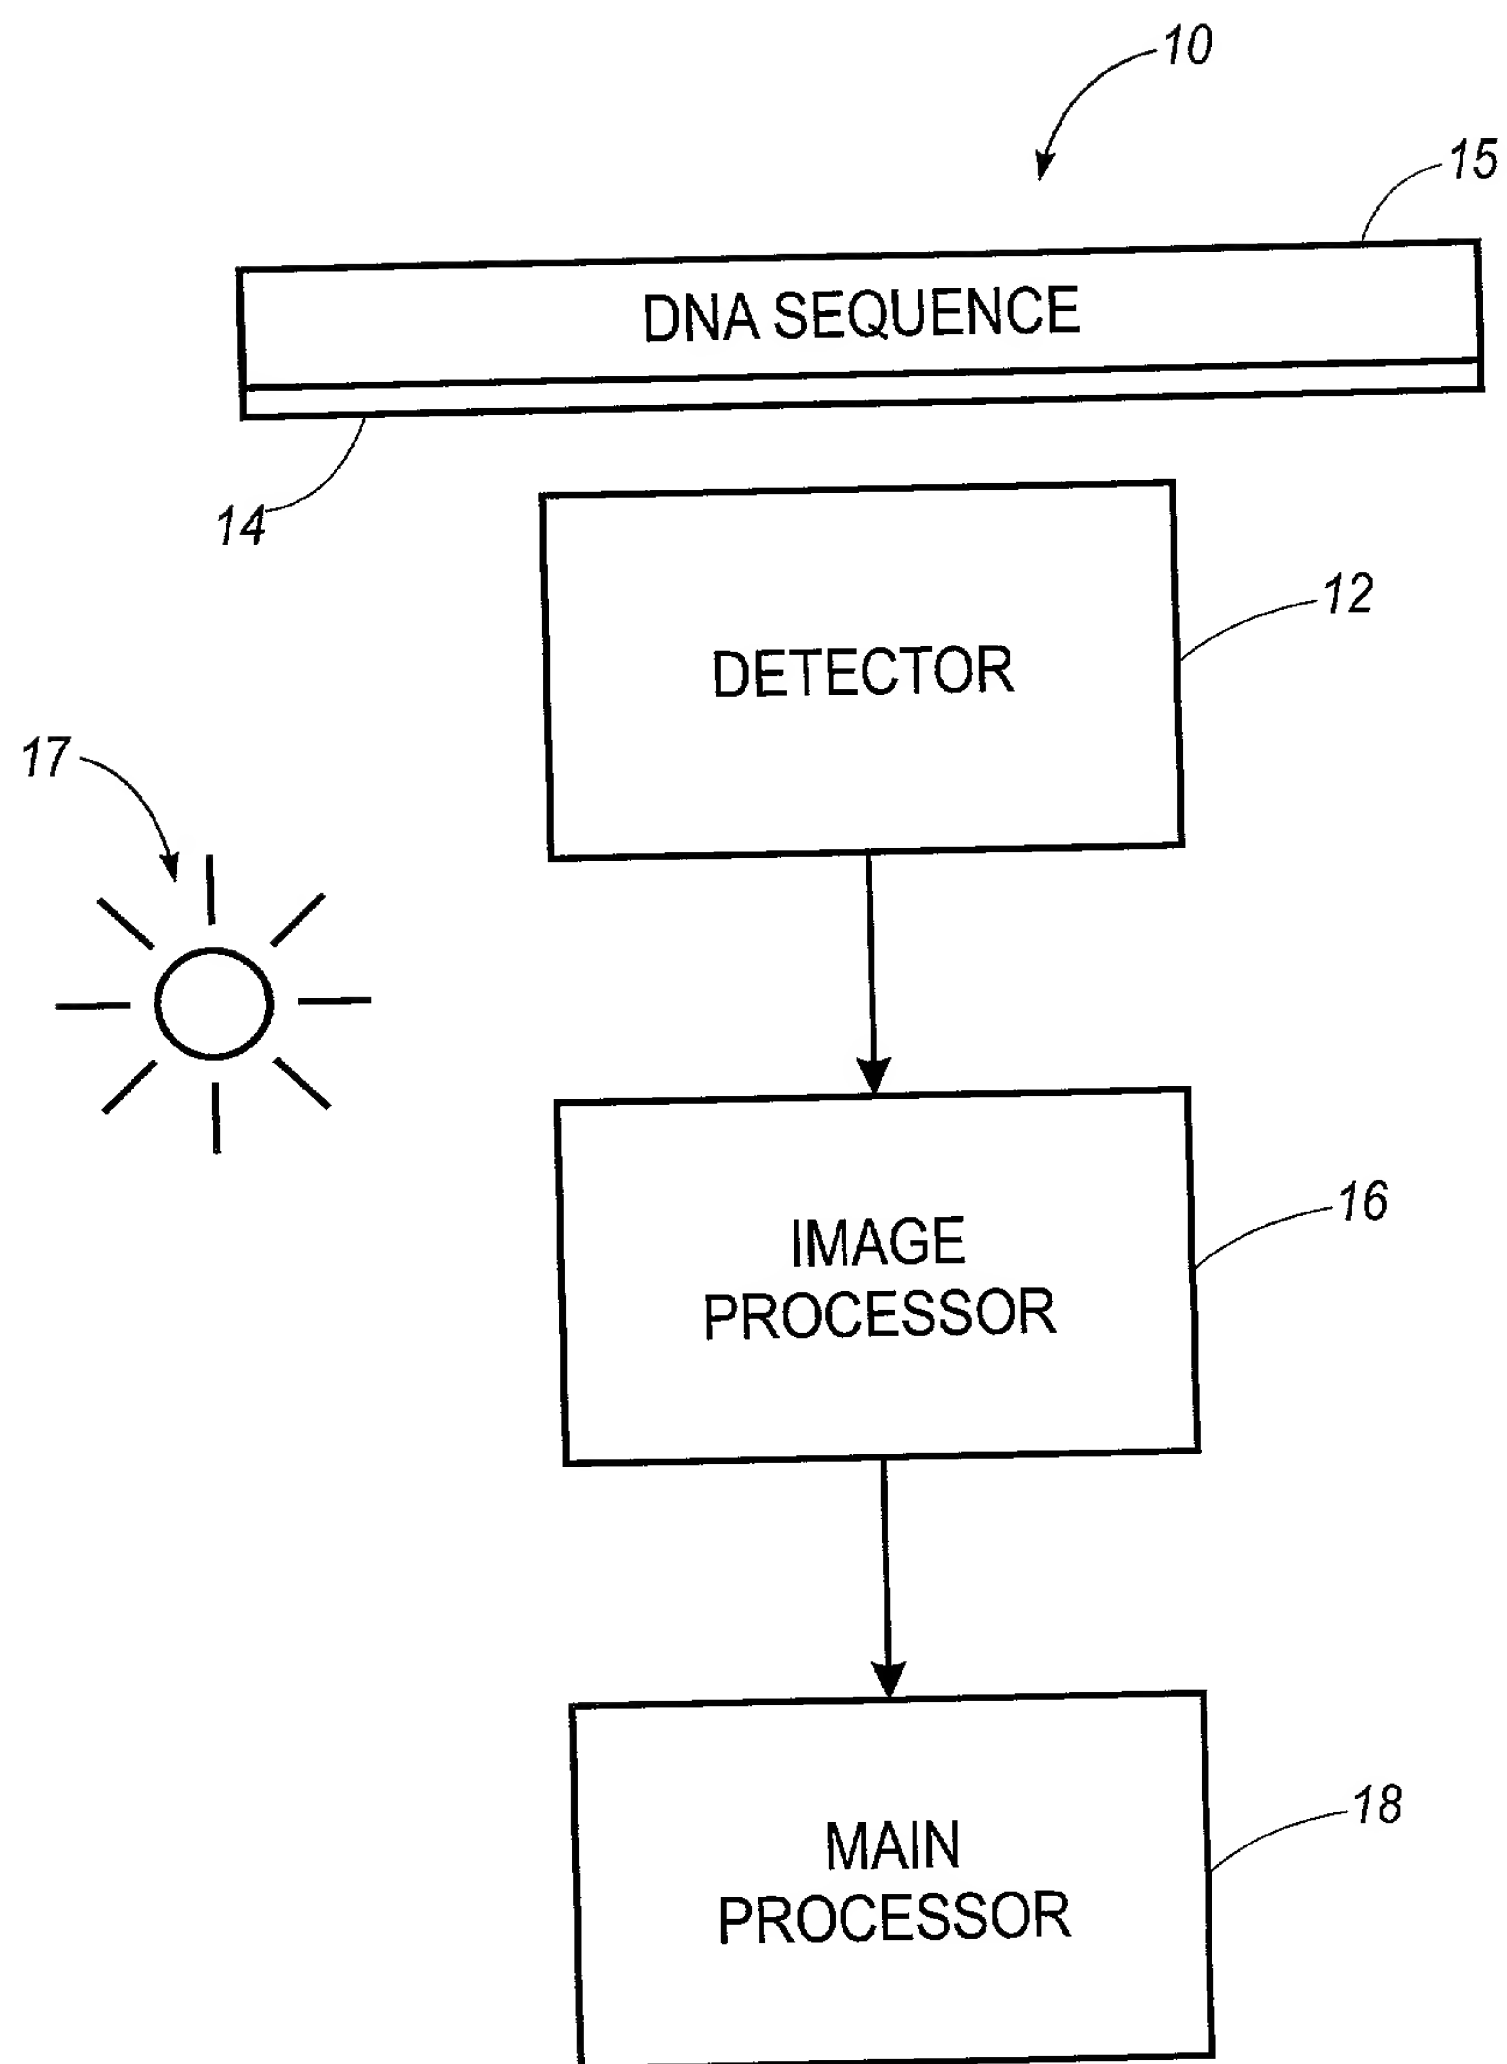 10
15
DNA SEQUENCE
14
12
DETECTOR
17
16
IMAGE
PROCESSOR
18
MAIN
PROCESSOR